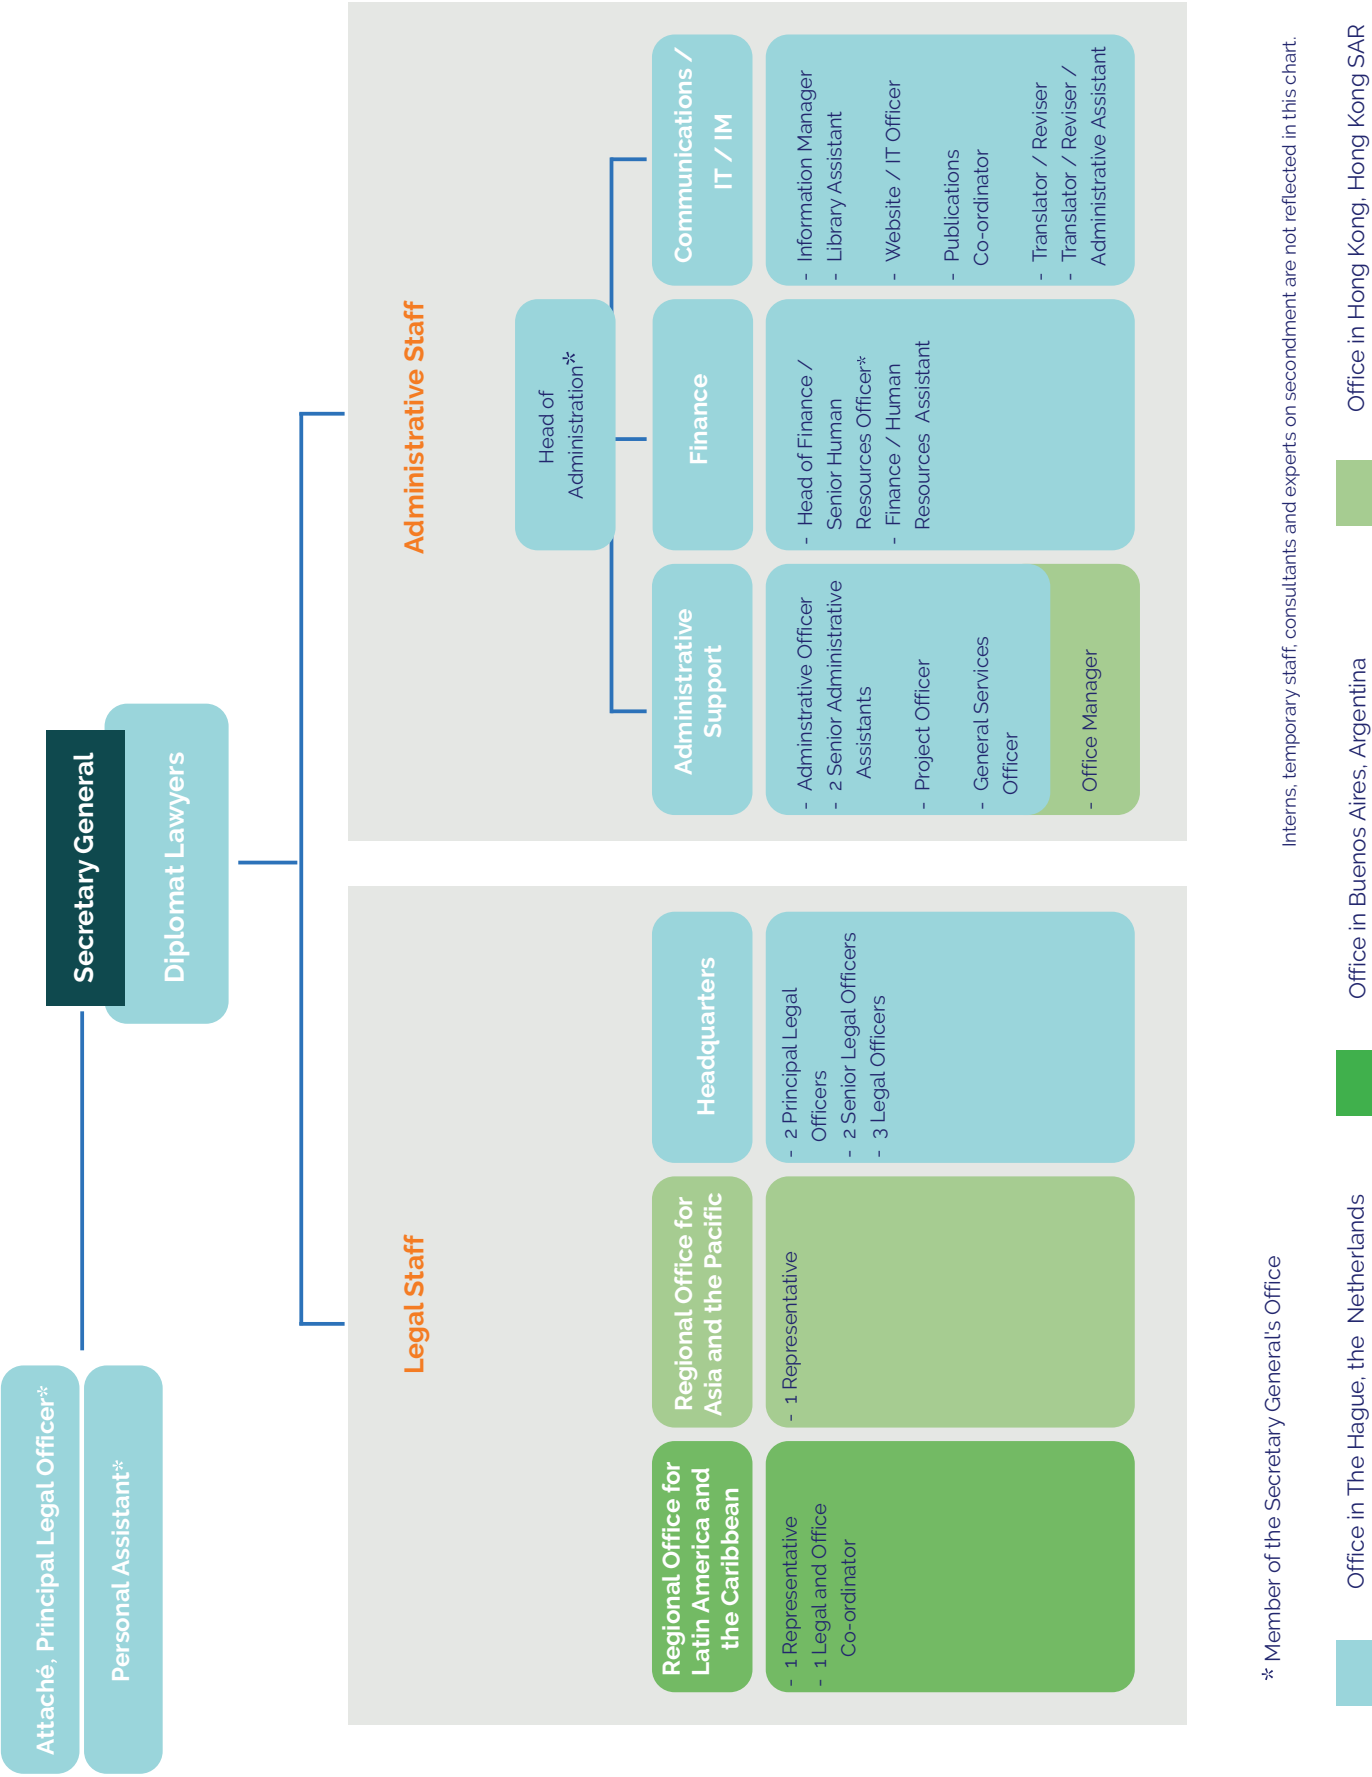 Attaché, Principal Legal Officer*
Personal Assistant*
Secretary General
Diplomat Lawyers
Legal Staff
Regional Office for
Latin America and
the Caribbean
- 1 Representative
- 1 Legal and Office
Co-ordinator
Regional Office for
Asia and the Pacific
- 1 Representative
Headquarters
- 2 Principal Legal
Officers
- 2 Senior Legal Officers
- 3 Legal Officers
Administrative Staff
Head of
Administration*
Administrative
Support
- Adminstrative Officer
- 2 Senior Administrative
Assistants
- Project Officer
- General Services
Officer
- Office Manager
Finance
- Head of Finance /
Senior Human
Resources Officer*
- Finance / Human
Resources Assistant
Communications /
IT / IM
- Information Manager
- Library Assistant
- Website / IT Officer
- Publications
Co-ordinator
- Translator / Reviser
- Translator / Reviser /
Administrative Assistant
* Member of the Secretary General's Office
Interns, temporary staff, consultants and experts on secondment are not reflected in this chart.
Office in The Hague, the Netherlands
Office in Buenos Aires, Argentina
Office in Hong Kong, Hong Kong SAR